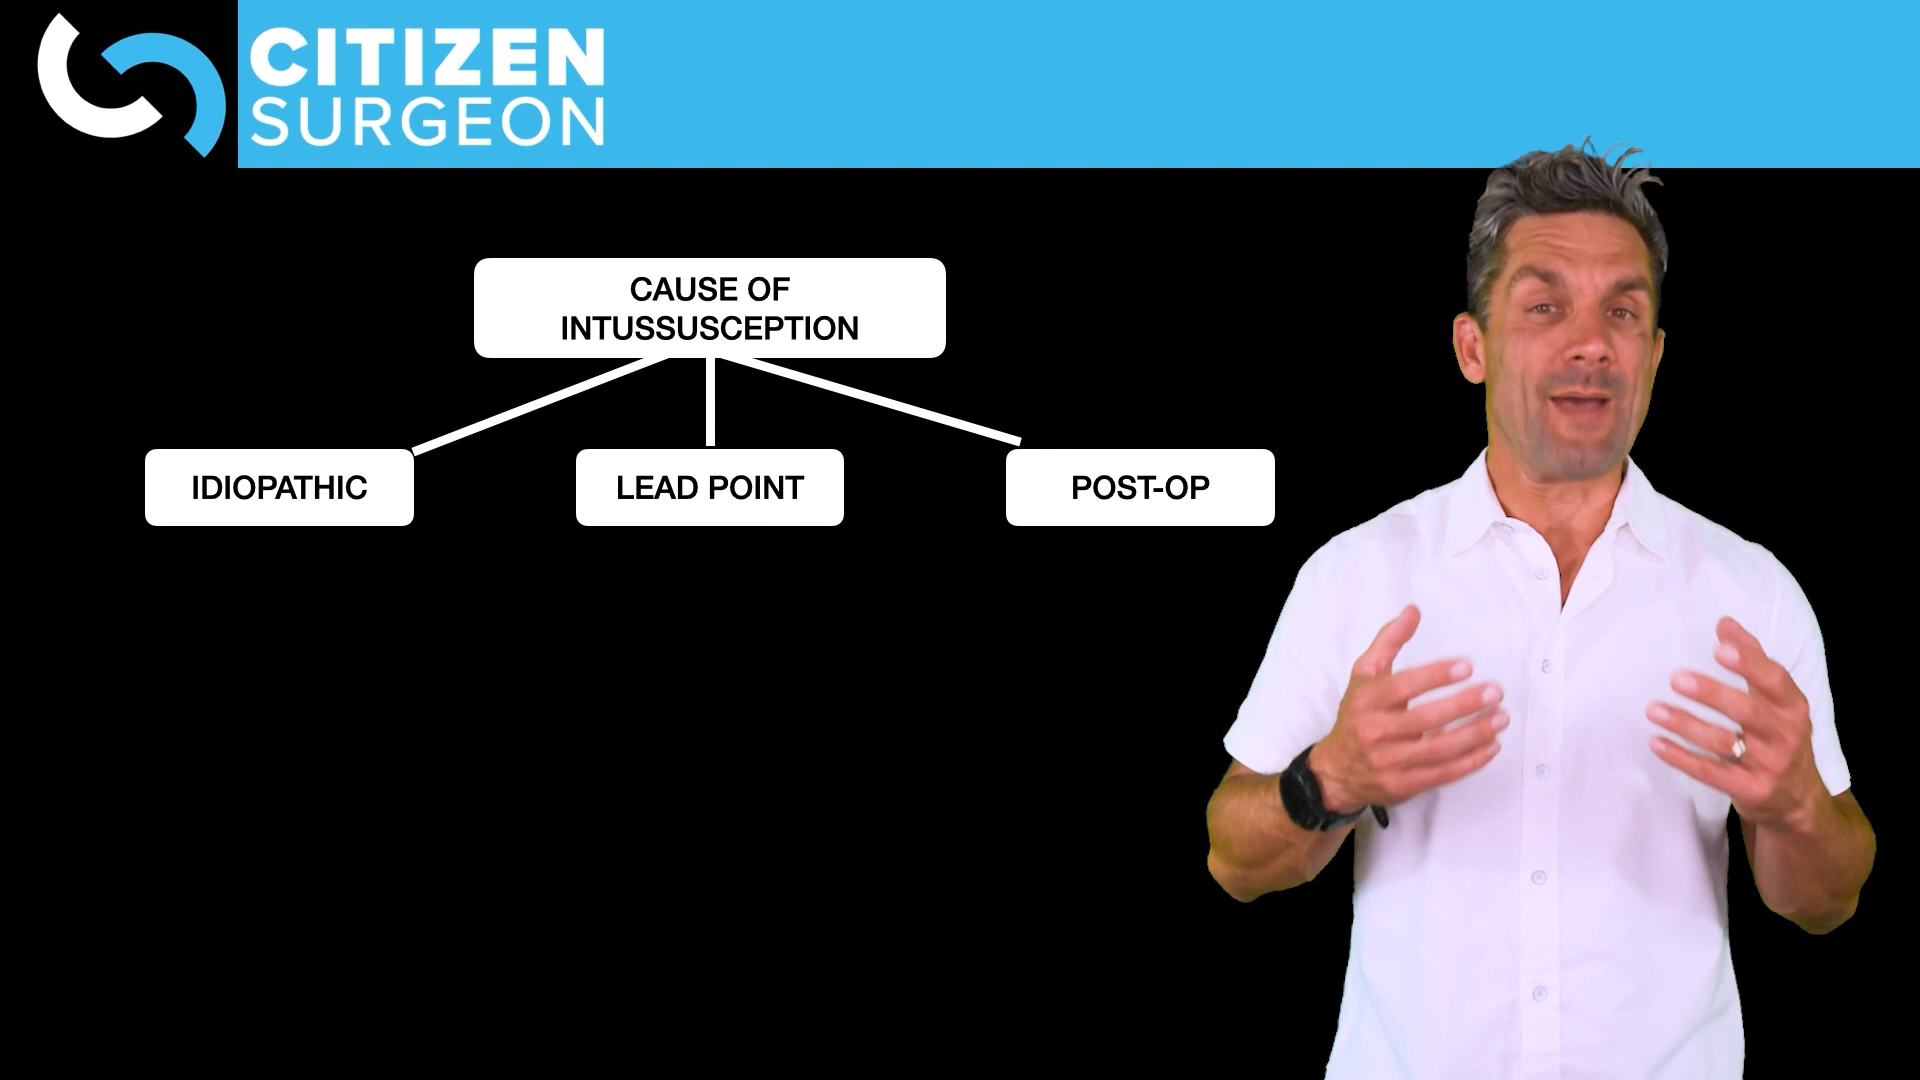 CITIZEN
SURGEON
CAUSE OF
INTUSSUSCEPTION
IDIOPATHIC
LEAD POINT
POST-OP